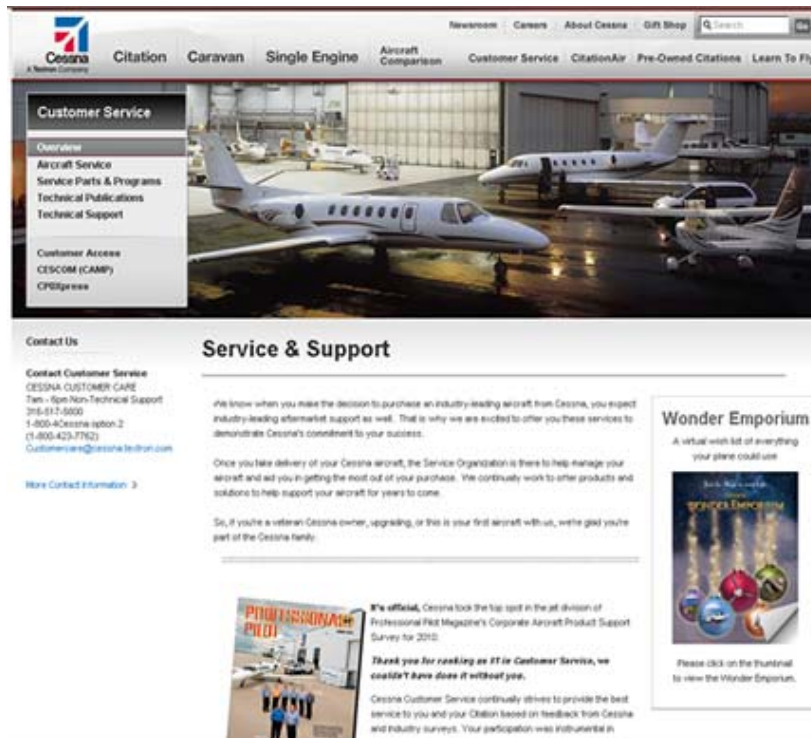 Newsroom Careers About Cessna Gift Shop Search Go
Cessna
A Textron Company
Citation Caravan Single Engine Aircraft Comparison Customer Service CitationAir Pre-Owned Citations Learn To Fly
Customer Service
Overview
Aircraft Service
Service Parts & Programs
Technical Publications
Technical Support
Customer Access
CESCOM (CAMP)
CPDXpress
Contact Us
Contact Customer Service
CESSNA CUSTOMER CARE
7am - 6pm Non-Technical Support
316-517-5800
1-800-4Cessna option 2
(1-800-423-7762)
Customercare@cessna.textron.com
More Contact Information
Service & Support
We know when you make the decision to purchase an industry-leading aircraft from Cessna, you expect
industry-leading aftermarket support as well. That is why we are excited to offer you these services to
demonstrate Cessna's commitment to your success.
Once you take delivery of your Cessna aircraft, the Service Organization is there to help manage your
aircraft and aid you in getting the most out of your purchase. We continually work to offer products and
solutions to help support your aircraft for years to come.
So, if you're a veteran Cessna owner, upgrading, or this is your first aircraft with us, we're glad you're
part of the Cessna family.
PROFESSIONAL
PILOT
It's official, Cessna took the top spot in the jet division of
Professional Pilot Magazine's Corporate Aircraft Product Support
Survey for 2010.
Thank you for ranking us #1 in Customer Service, we
couldn't have done it without you.
Cessna Customer Service continually strives to provide the best
service to you and your Citation based on feedback from Cessna
and industry surveys. Your participation was instrumental in
Wonder Emporium
A virtual wish list of everything
your plane could use
WONDER EMPORIUM
Please click on the thumbnail
to view the Wonder Emporium.